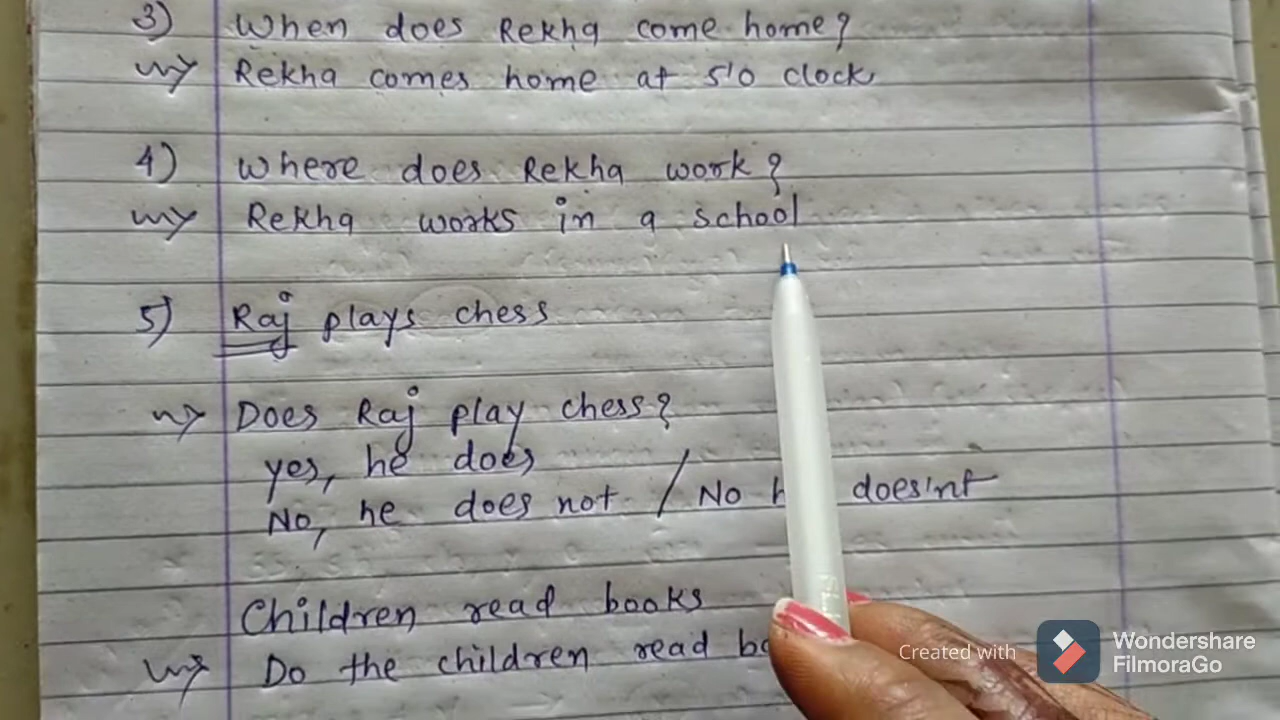 3) When does Rekha come home?
Rekha comes home at 5'O clock
4) Where does Rekha work?
Rekha works in a school
5) Raj plays chess
Does Raj play chess?
yes, he does
No, he does not / No does'nt
Children read books
Do the children read
Created with
Wondershare
FilmoraGo